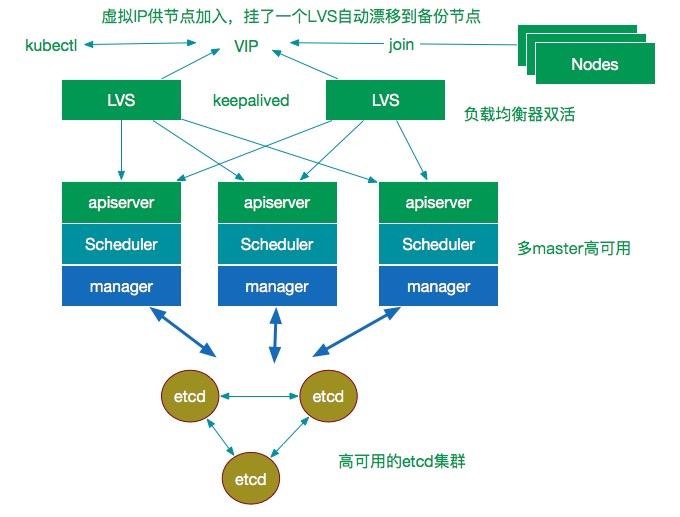 虚拟IP供节点加入，挂了一个LVS自动漂移到备份节点
kubectl
VIP
join
Nodes
LVS
keepalived
LVS
负载均衡器双活
apiserver
apiserver
apiserver
Scheduler
Scheduler
Scheduler
多master高可用
manager
manager
manager
etcd
etcd
etcd
高可用的etcd集群